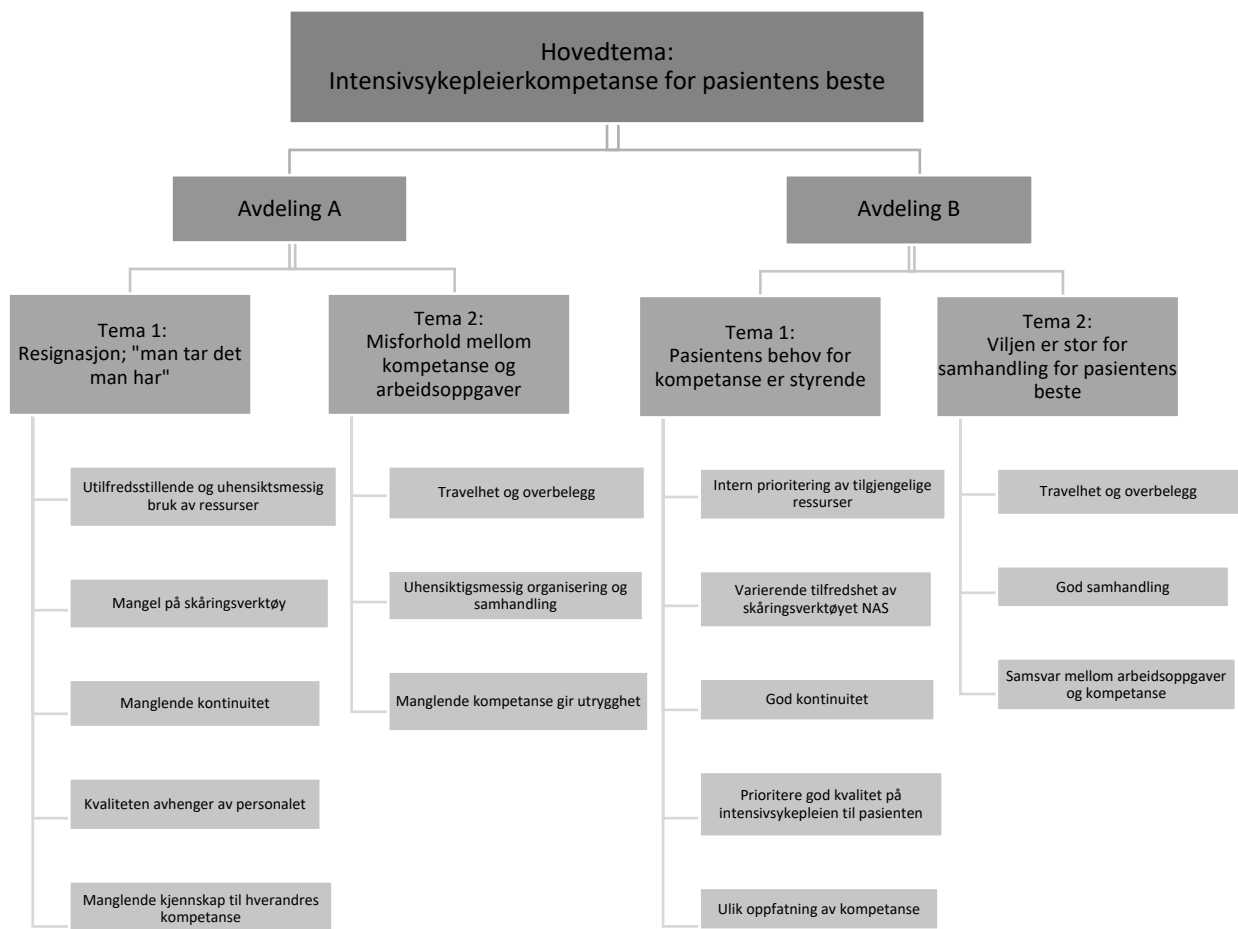 Hovedtema:
Intensivsykepleierkompetanse for pasientens beste
Avdeling A
Avdeling B
Tema 1:
Resignasjon; "man tar det
man har"
Tema 2:
Misforhold mellom
kompetanse og
arbeidsoppgaver
Tema 1:
Pasientens behov for
kompetanse er styrende
Tema 2:
Viljen er stor for
samhandling for pasientens
beste
Utilfredsstillende og uhensiktsmessig
bruk av ressurser
Mangel på skåringsverktøy
Manglende kontinuitet
Kvaliteten avhenger av personalet
Manglende kjennskap til hverandres
kompetanse
Travelhet og overbelegg
Uhensiktigsmessig organisering og
samhandling
Manglende kompetanse gir utrygghet
Intern prioritering av tilgjengelige
ressurser
Varierende tilfredshet av
skåringsverktøyet NAS
God kontinuitet
Prioritere god kvalitet på
intensivsykepleien til pasienten
Ulik oppfatning av kompetanse
Travelhet og overbelegg
God samhandling
Samsvar mellom arbeidsoppgaver
og kompetanse